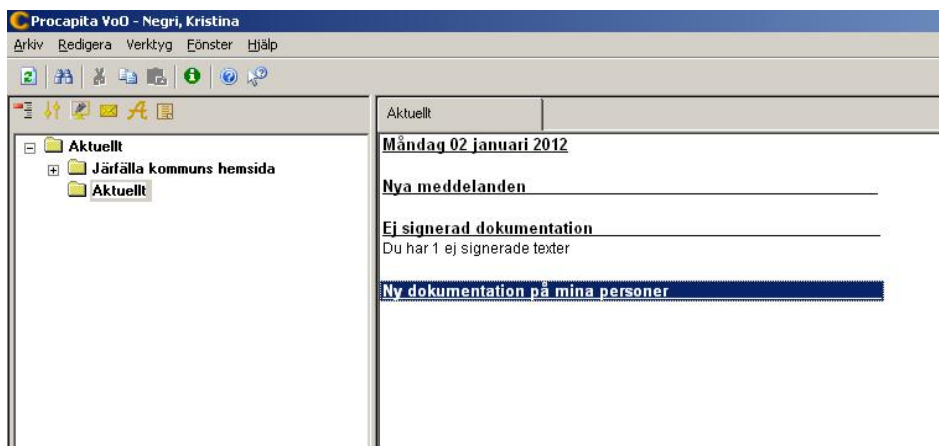 Procapita VoO - Negri, Kristina
Arkiv Redigera Verktyg Fönster Hjälp
Aktuellt
Järfälla kommuns hemsida
Aktuellt
Aktuellt
Måndag 02 januari 2012
Nya meddelanden
Ej signerad dokumentation
Du har 1 ej signerade texter
Ny dokumentation på mina personer